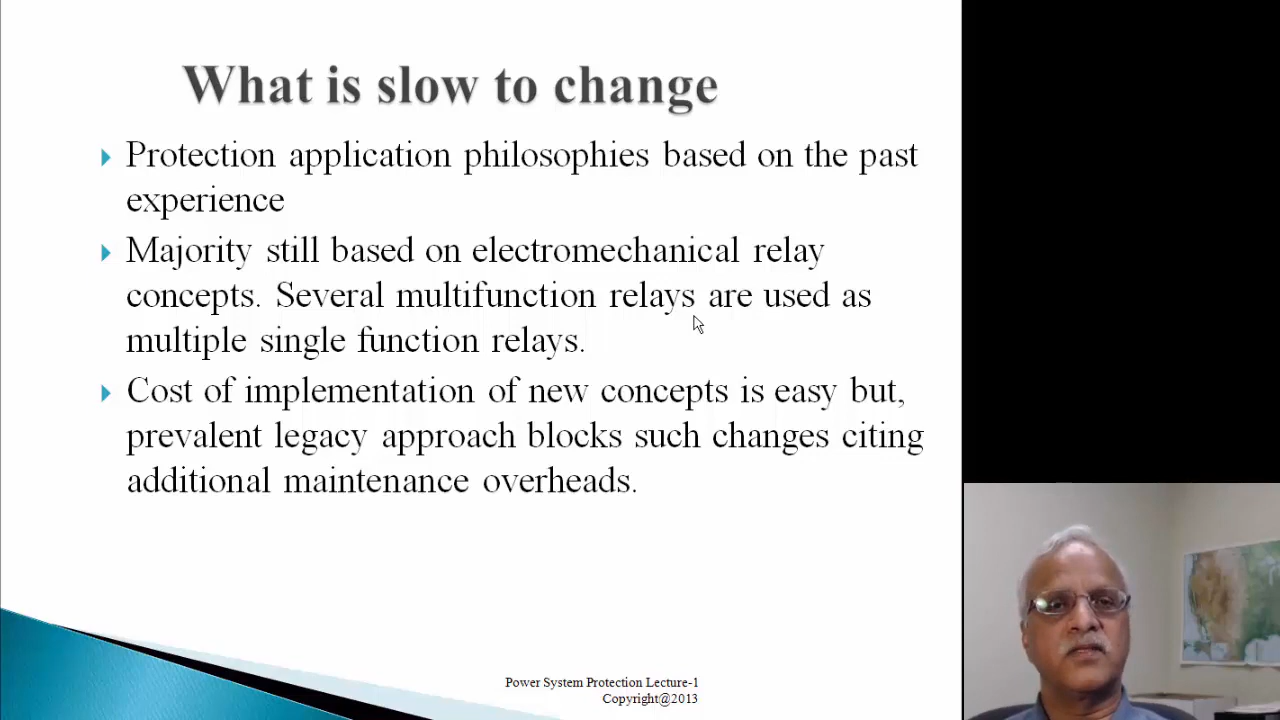 What is slow to change
Protection application philosophies based on the past
experience
Majority still based on electromechanical relay
concepts. Several multifunction relays are used as
multiple single function relays.
Cost of implementation of new concepts is easy but,
prevalent legacy approach blocks such changes citing
additional maintenance overheads.
Power System Protection Lecture-1
Copyright@2013